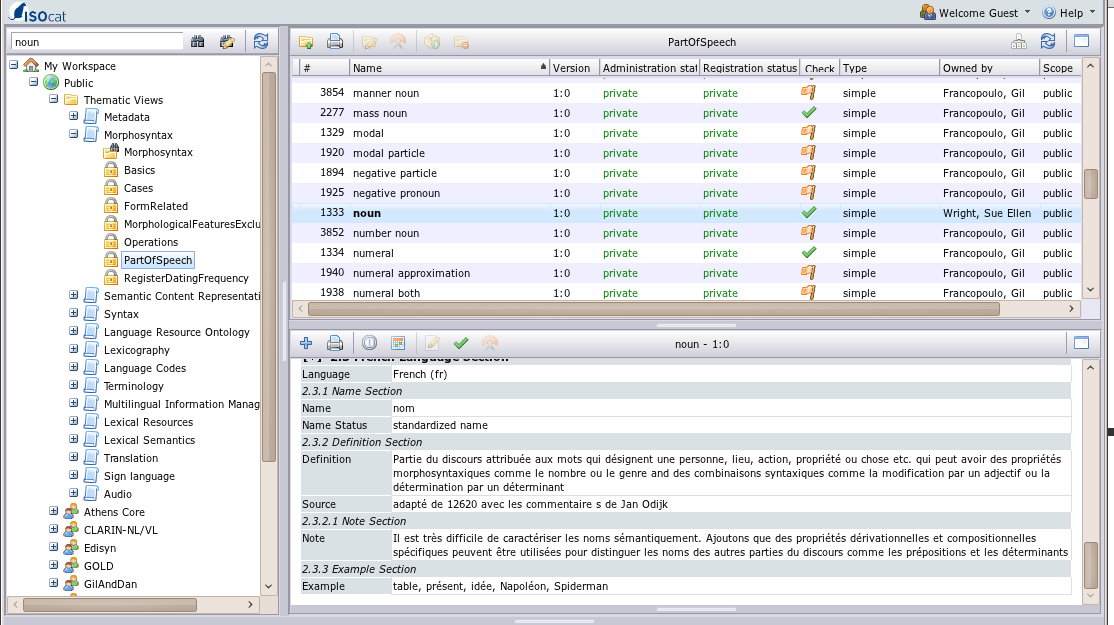 ISOcat
Welcome Guest
Help
noun
PartOfSpeech
My Workspace
Public
Thematic Views
Metadata
Morphosyntax
Morphosyntax
Basics
Cases
FormRelated
MorphologicalFeaturesExclu
Operations
PartOfSpeech
RegisterDatingFrequency
Semantic Content Representati
Syntax
Language Resource Ontology
Lexicography
Language Codes
Terminology
Multilingual Information Manag
Lexical Resources
Lexical Semantics
Translation
Sign language
Audio
Athens Core
CLARIN-NL/VL
Edisyn
GOLD
GilAndDan
# Name Version Administration stat Registration status Check Type Owned by Scope
3854 manner noun 1:0 private private simple Francopoulo, Gil public
2277 mass noun 1:0 private private simple Francopoulo, Gil public
1329 modal 1:0 private private simple Francopoulo, Gil public
1920 modal particle 1:0 private private simple Francopoulo, Gil public
1894 negative particle 1:0 private private simple Francopoulo, Gil public
1925 negative pronoun 1:0 private private simple Francopoulo, Gil public
1333 noun 1:0 private private simple Wright, Sue Ellen public
3852 number noun 1:0 private private simple Francopoulo, Gil public
1334 numeral 1:0 private private simple Francopoulo, Gil public
1940 numeral approximation 1:0 private private simple Francopoulo, Gil public
1938 numeral both 1:0 private private simple Francopoulo, Gil public
noun - 1:0
2.3 French Language Section
Language French (fr)
2.3.1 Name Section
Name nom
Name Status standardized name
2.3.2 Definition Section
Definition Partie du discours attribuée aux mots qui désignent une personne, lieu, action, propriété ou chose etc. qui peut avoir des propriétés
morphosyntaxiques comme le nombre ou le genre and des combinaisons syntaxiques comme la modification par un adjectif ou la
détermination par un déterminant
Source adapté de 12620 avec les commentaire s de Jan Odijk
2.3.2.1 Note Section
Note Il est très difficile de caractériser les noms sémantiquement. Ajoutons que des propriétés dérivationnelles et compositionnelles
spécifiques peuvent être utilisées pour distinguer les noms des autres parties du discours comme les prépositions et les déterminants
2.3.3 Example Section
Example table, présent, idée, Napoléon, Spiderman